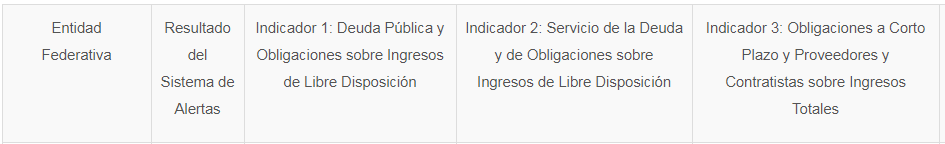 Entidad
Federativa
Resultado
del
Sistema de
Alertas
Indicador 1: Deuda Pública y
Obligaciones sobre Ingresos
de Libre Disposición
Indicador 2: Servicio de la Deuda
y de Obligaciones sobre
Ingresos de Libre Disposición
Indicador 3: Obligaciones a Corto
Plazo y Proveedores y
Contratistas sobre Ingresos
Totales